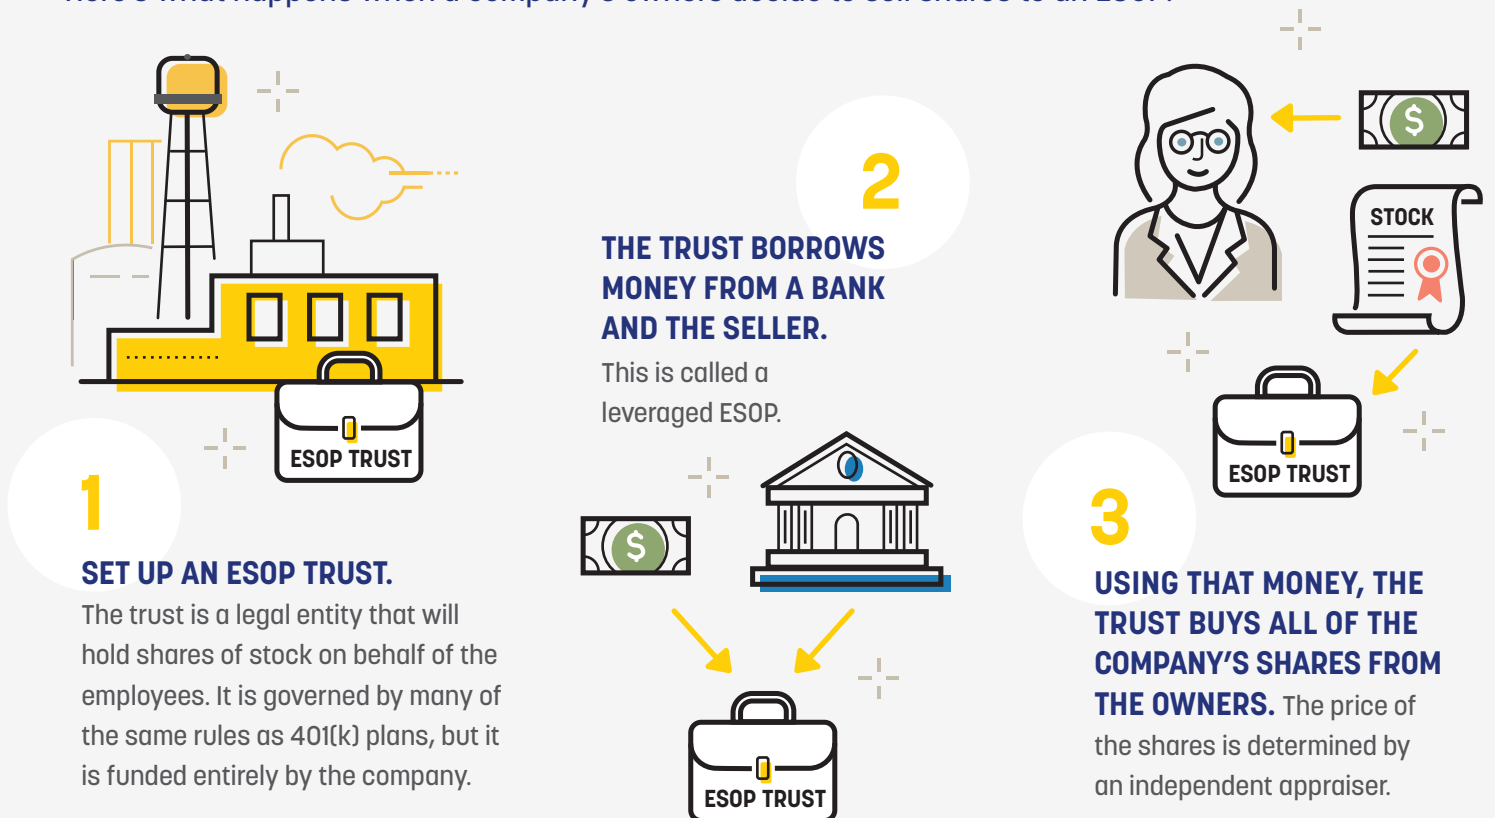 1
ESOP TRUST
SET UP AN ESOP TRUST.
The trust is a legal entity that will
hold shares of stock on behalf of the
employees. It is governed by many of
the same rules as 401(k) plans, but it
is funded entirely by the company.
2
THE TRUST BORROWS
MONEY FROM A BANK
AND THE SELLER.
This is called a
leveraged ESOP.
$
ESOP TRUST
$
STOCK
ESOP TRUST
3
USING THAT MONEY, THE
TRUST BUYS ALL OF THE
COMPANY’S SHARES FROM
THE OWNERS. The price of
the shares is determined by
an independent appraiser.